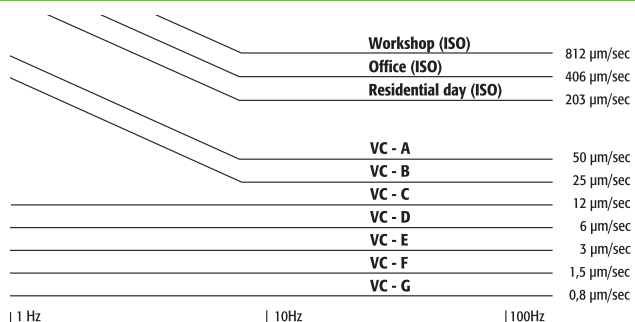 Workshop (ISO) 812 µm/sec
Office (ISO) 406 µm/sec
Residential day (ISO) 203 µm/sec
VC - A 50 µm/sec
VC - B 25 µm/sec
VC - C 12 µm/sec
VC - D 6 µm/sec
VC - E 3 µm/sec
VC - F 1,5 µm/sec
VC - G 0,8 µm/sec
1 Hz 10Hz 100Hz